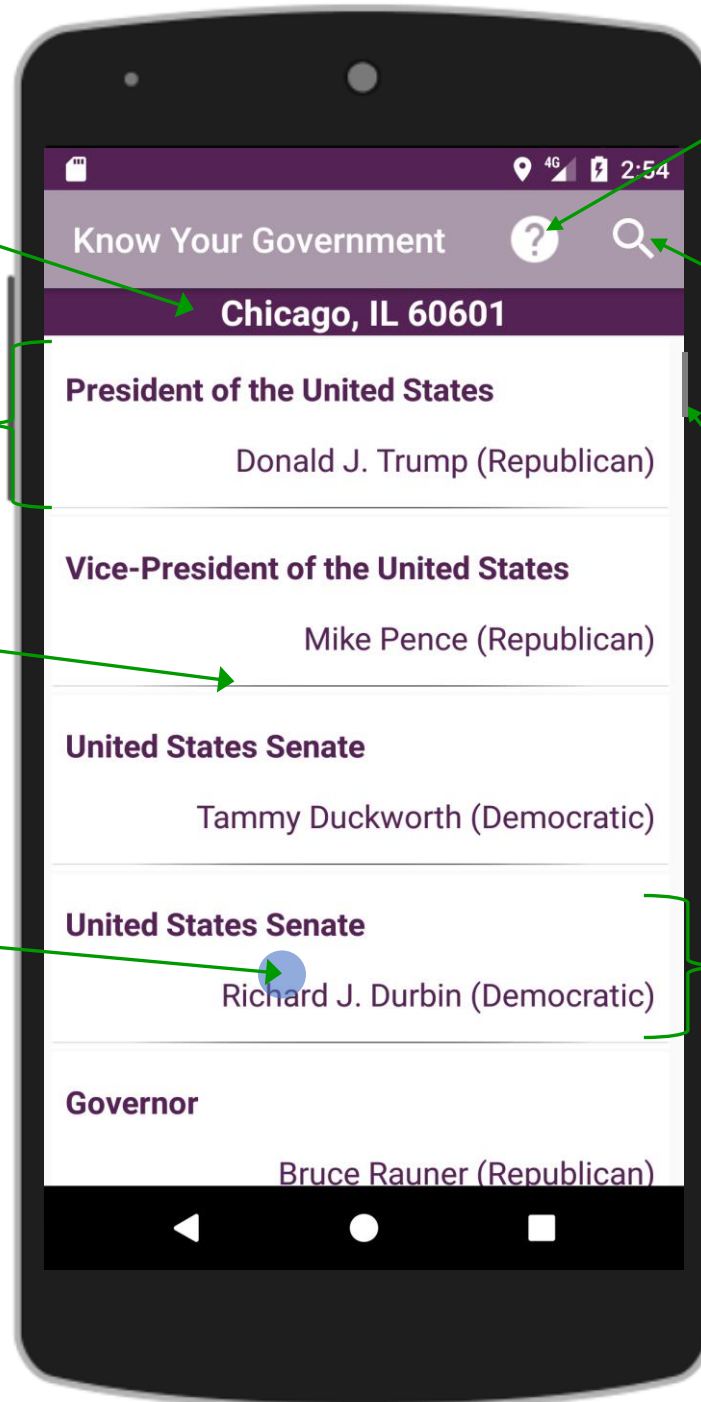 4G 2:54
Know Your Government ?
Chicago, IL 60601
President of the United States
Donald J. Trump (Republican)
Vice-President of the United States
Mike Pence (Republican)
United States Senate
Tammy Duckworth (Democratic)
United States Senate
Richard J. Durbin (Democratic)
Governor
Bruce Rauner (Republican)